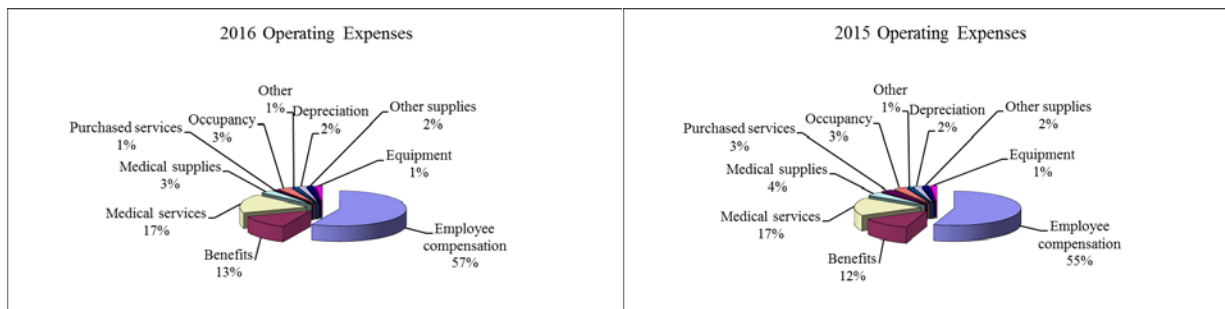 2016 Operating Expenses
Other
1%
Depreciation
2%
Other supplies
2%
Occupancy
3%
Purchased services
1%
Equipment
1%
Medical supplies
3%
Medical services
17%
Employee
compensation
57%
Benefits
13%
2015 Operating Expenses
Other
1%
Depreciation
2%
Other supplies
2%
Occupancy
3%
Purchased services
3%
Equipment
1%
Medical supplies
4%
Medical services
17%
Employee
compensation
55%
Benefits
12%